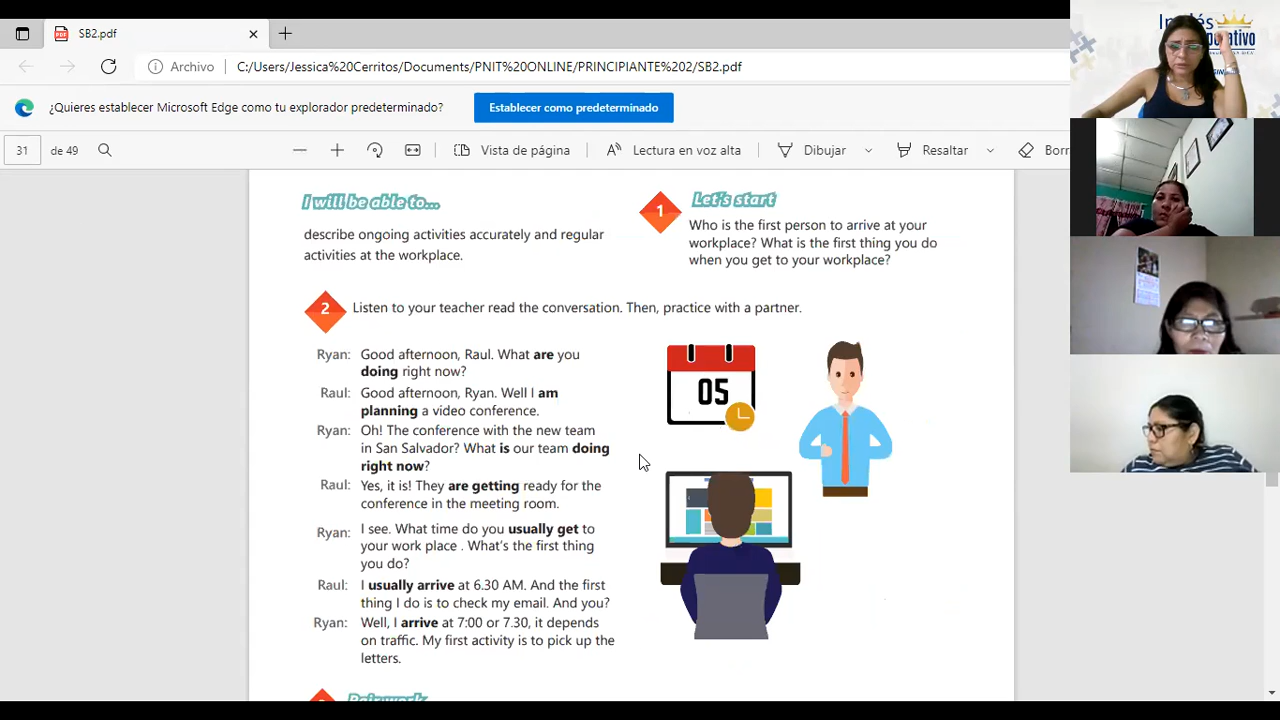 SB2.pdf
Archivo
C:/Users/Jessica%20Cerritos/Documents/FNIT%20ONLINE/PRINCIPIANTE%202/SB2.pdf
¿Quieres establecer Microsoft Edge como tu explorador predeterminado?
Establecer como predeterminado
31 de 49
Vista de página
Lectura en voz alta
Dibujar
Resaltar
I will be able to...
describe ongoing activities accurately and regular
activities at the workplace.
1 Let's start
Who is the first person to arrive at your
workplace? What is the first thing you do
when you get to your workplace?
2 Listen to your teacher read the conversation. Then, practice with a partner.
Ryan: Good afternoon, Raul. What are you
doing right now?
Raul: Good afternoon, Ryan. Well I am
planning a video conference.
Ryan: Oh! The conference with the new team
in San Salvador? What is our team doing
right now?
Raul: Yes, it is! They are getting ready for the
conference in the meeting room.
Ryan: I see. What time do you usually get to
your work place . What's the first thing
you do?
Raul: I usually arrive at 6.30 AM. And the first
thing I do is to check my email. And you?
Ryan: Well, I arrive at 7:00 or 7.30, it depends
on traffic. My first activity is to pick up the
letters.
05